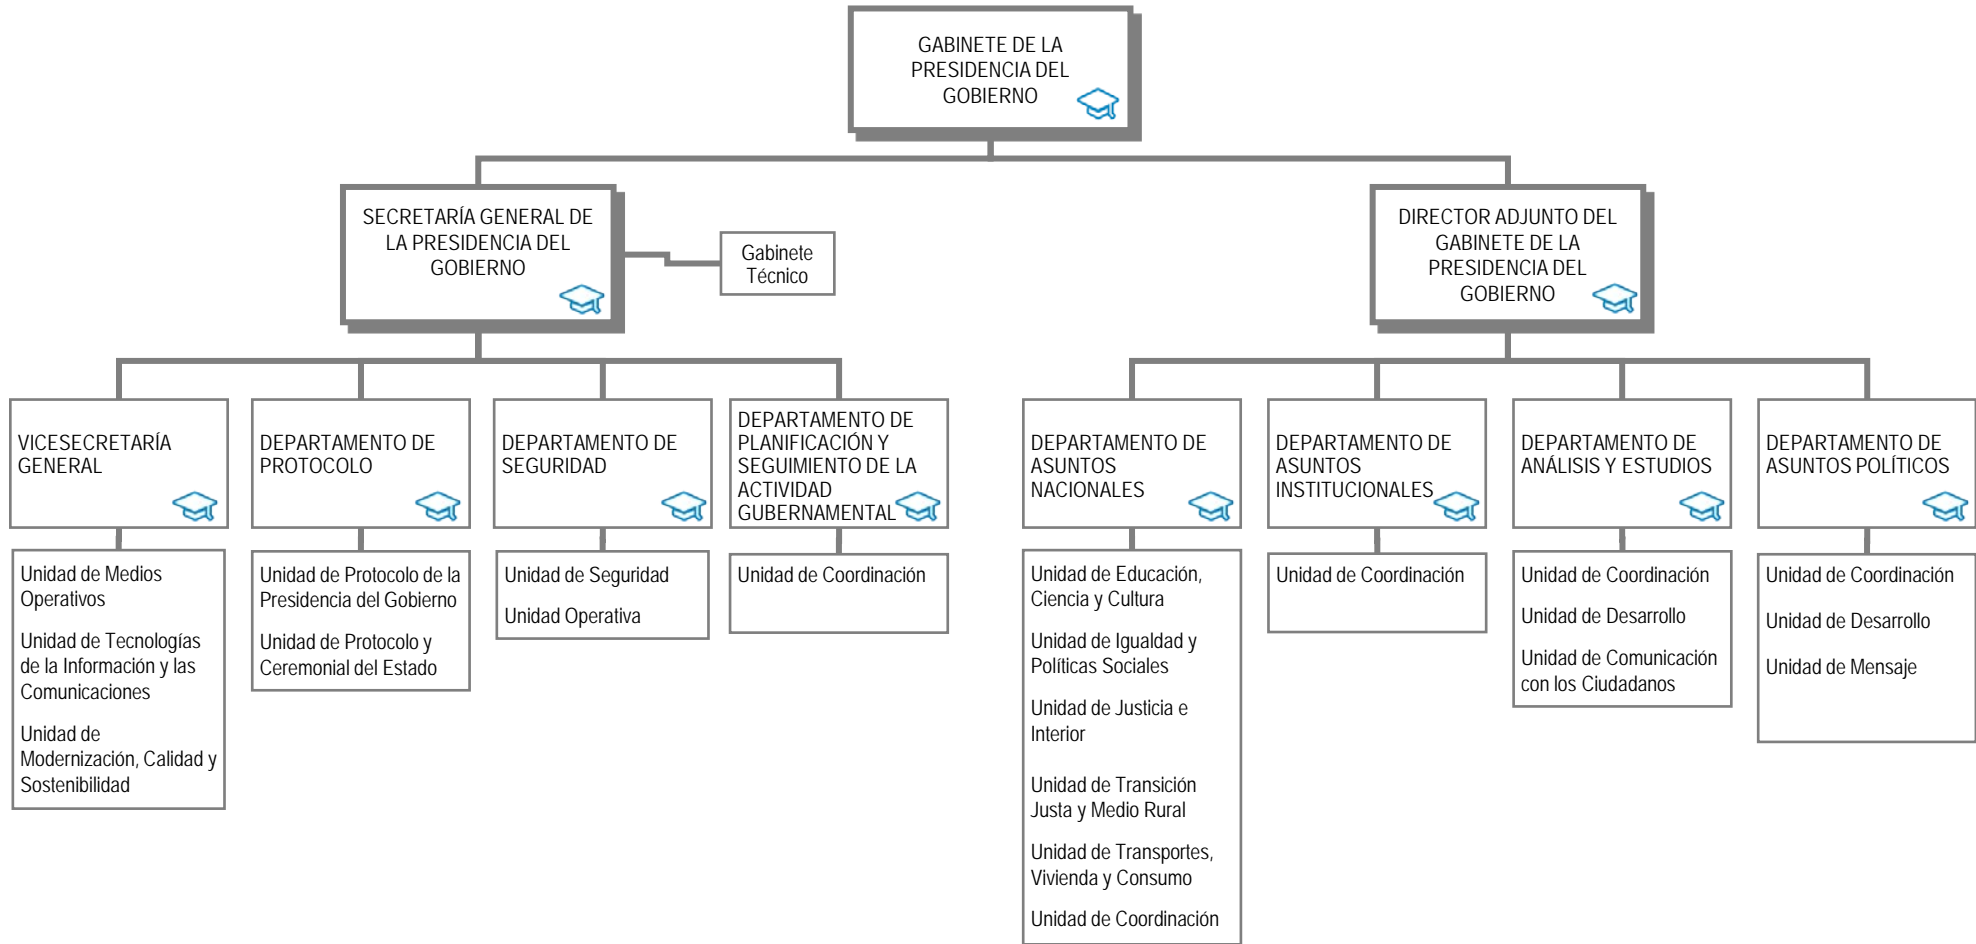 GABINETE DE LA
PRESIDENCIA DEL
GOBIERNO
SECRETARÍA GENERAL DE
LA PRESIDENCIA DEL
GOBIERNO
Gabinete
Técnico
DIRECTOR ADJUNTO DEL
GABINETE DE LA
PRESIDENCIA DEL
GOBIERNO
VICESECRETARÍA
GENERAL
DEPARTAMENTO DE
PROTOCOLO
DEPARTAMENTO DE
SEGURIDAD
DEPARTAMENTO DE
PLANIFICACIÓN Y
SEGUIMIENTO DE LA
ACTIVIDAD
GUBERNAMENTAL
DEPARTAMENTO DE
ASUNTOS
NACIONALES
DEPARTAMENTO DE
ASUNTOS
INSTITUCIONALES
DEPARTAMENTO DE
ANÁLISIS Y ESTUDIOS
DEPARTAMENTO DE
ASUNTOS POLÍTICOS
Unidad de Medios
Operativos
Unidad de Tecnologías
de la Información y las
Comunicaciones
Unidad de
Modernización, Calidad y
Sostenibilidad
Unidad de Protocolo de la
Presidencia del Gobierno
Unidad de Protocolo y
Ceremonial del Estado
Unidad de Seguridad
Unidad Operativa
Unidad de Coordinación
Unidad de Educación,
Ciencia y Cultura
Unidad de Igualdad y
Políticas Sociales
Unidad de Justicia e
Interior
Unidad de Transición
Justa y Medio Rural
Unidad de Transportes,
Vivienda y Consumo
Unidad de Coordinación
Unidad de Coordinación
Unidad de Coordinación
Unidad de Desarrollo
Unidad de Comunicación
con los Ciudadanos
Unidad de Coordinación
Unidad de Desarrollo
Unidad de Mensaje